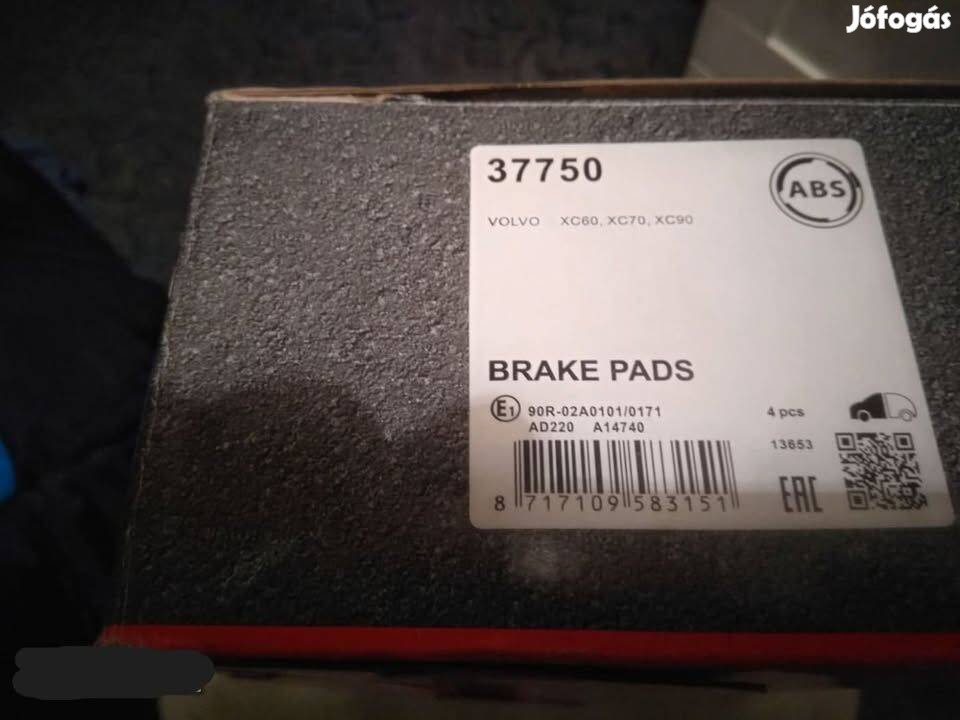 Jófogás
37750
ABS
VOLVO XC60, XC70, XC90
BRAKE PADS
E1 90R-02A0101/0171
4 pcs
AD220 A14740
13653
8 717109 583151
EAC